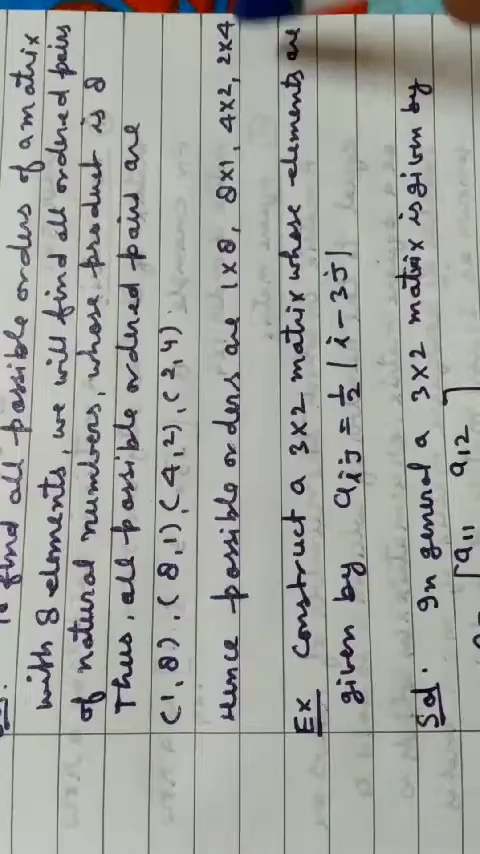 To find all possible orders of a matrix
with 8 elements, we will find all ordered pairs
of natural numbers, whose product is 8
Thus, all possible ordered pairs are
(1,8), (8,1), (4,2), (2,4).
Hence possible orders are 1×8, 8×1, 4×2, 2×4
Ex Construct a 3×2 matrix whose elements are
given by aij = 1/2 |i-3j|
Sol. In general a 3×2 matrix is given by
[a11 a12]